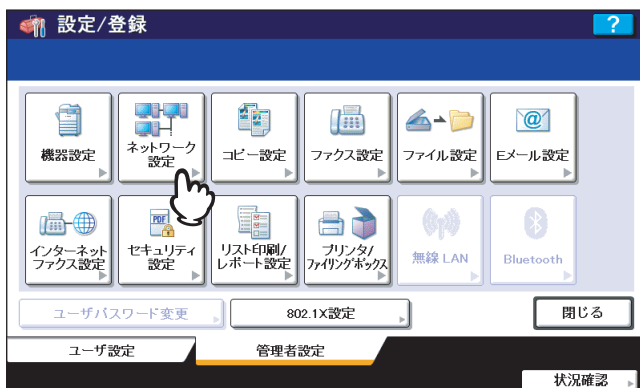 設定/登録
?
機器設定
ネットワーク
設定
コピー設定
ファクス設定
ファイル設定
Eメール設定
@
インターネット
ファクス設定
PDF
セキュリティ
設定
リスト印刷/
レポート設定
プリンタ/
ファイリングボックス
無線 LAN
Bluetooth
ユーザパスワード変更
802.1X設定
閉じる
ユーザ設定
管理者設定
状況確認